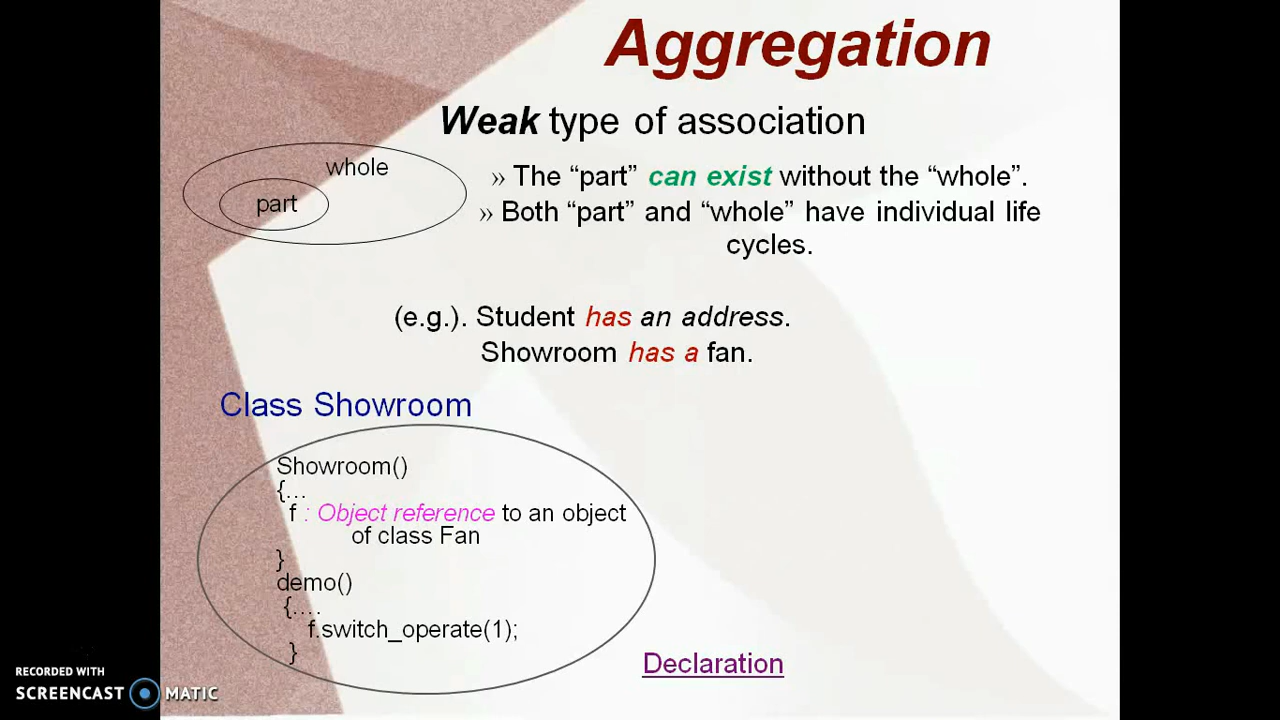 Aggregation
Weak type of association
whole
part
» The “part” can exist without the “whole”.
» Both “part” and “whole” have individual life
cycles.
(e.g.). Student has an address.
Showroom has a fan.
Class Showroom
Showroom()
{...
f : Object reference to an object
of class Fan
}
demo()
{....
f.switch_operate(1);
}
Declaration
RECORDED WITH
SCREENCAST MATIC